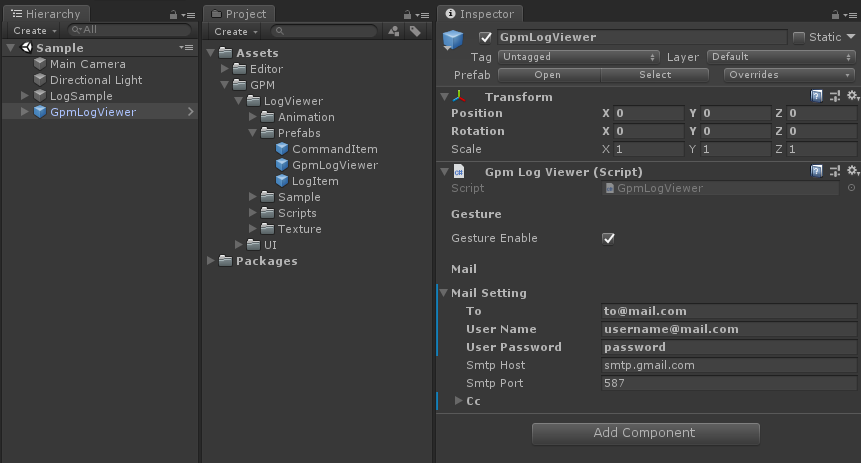 Hierarchy
Create
All
Sample
Main Camera
Directional Light
LogSample
GpmLogViewer
Project
Create
Assets
Editor
GPM
LogViewer
Animation
Prefabs
CommandItem
GpmLogViewer
LogItem
Sample
Scripts
Texture
UI
Packages
Inspector
GpmLogViewer Static
Tag Untagged Layer Default
Prefab Open Select Overrides
Transform
Position X 0 Y 0 Z 0
Rotation X 0 Y 0 Z 0
Scale X 1 Y 1 Z 1
Gpm Log Viewer (Script)
Script GpmLogViewer
Gesture
Gesture Enable
Mail
Mail Setting
To to@mail.com
User Name username@mail.com
User Password password
Smtp Host smtp.gmail.com
Smtp Port 587
Cc
Add Component